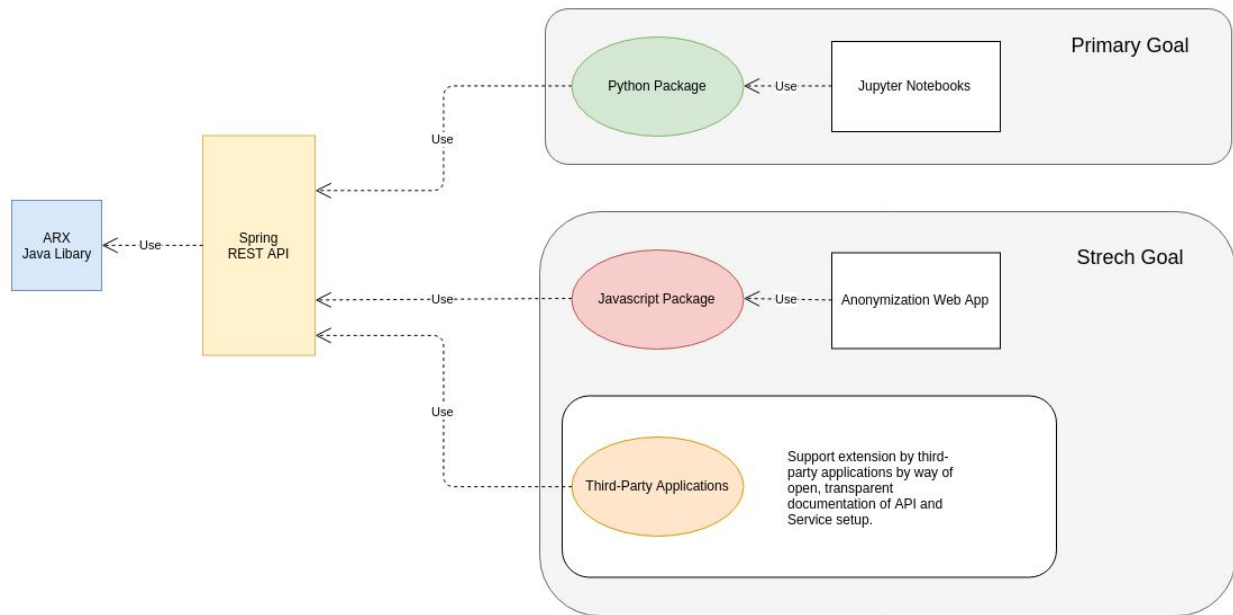 Primary Goal
Python Package
Use
Jupyter Notebooks
Use
ARX
Java Libary
Use
Spring
REST API
Strech Goal
Use
Javascript Package
Use
Anonymization Web App
Use
Third-Party Applications
Support extension by third-
party applications by way of
open, transparent
documentation of API and
Service setup.